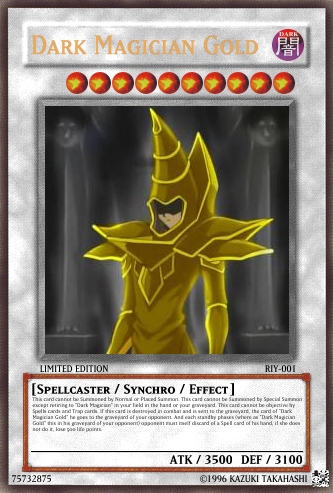 Dark Magician Gold
DARK
闇
LIMITED EDITION
RIY-001
[Spellcaster / Synchro / Effect]
This card cannot be Summoned by Normal or Placed Summon. This card cannot be Summoned by Special Summon
except retiring to "Dark Magician" in your field in the hand or your graveyard. This card cannot be objective by
Spells cards and Trap cards. If this card is destroyed in combat and is sent to the graveyard, the card of "Dark
Magician Gold" he goes to the graveyard of your opponent. And each standby phases (where as "Dark Magician
Gold" this in his graveyard of your opponent) opponent must discard of a Spell card of his hand, if she does
not do it, lose 500 life points.
ATK / 3500 DEF / 3100
75732875
©1996 KAZUKI TAKAHASHI